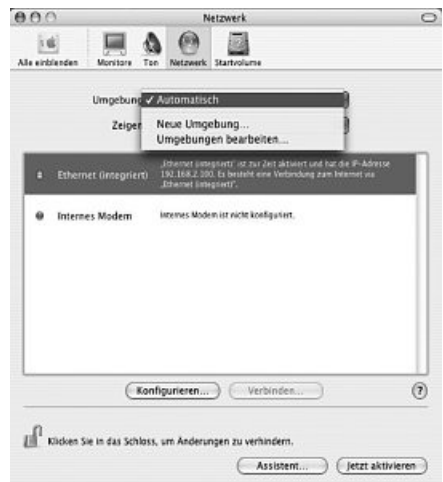 Netzwerk
Alle einblenden Monitore Ton Netzwerk Startvolume
Umgebung ✓ Automatisch
Neue Umgebung...
Zeigen
Umgebungen bearbeiten...
Ethernet (integriert)
„Ethernet (integriert)" ist zur Zeit aktiviert und hat die IP-Adresse
192.168.2.100. Es besteht eine Verbindung zum Internet via
„Ethernet (integriert)".
Internes Modem
Internes Modem ist nicht konfiguriert.
Konfigurieren... Verbinden... ?
Klicken Sie in das Schloss, um Änderungen zu verhindern.
Assistent... Jetzt aktivieren